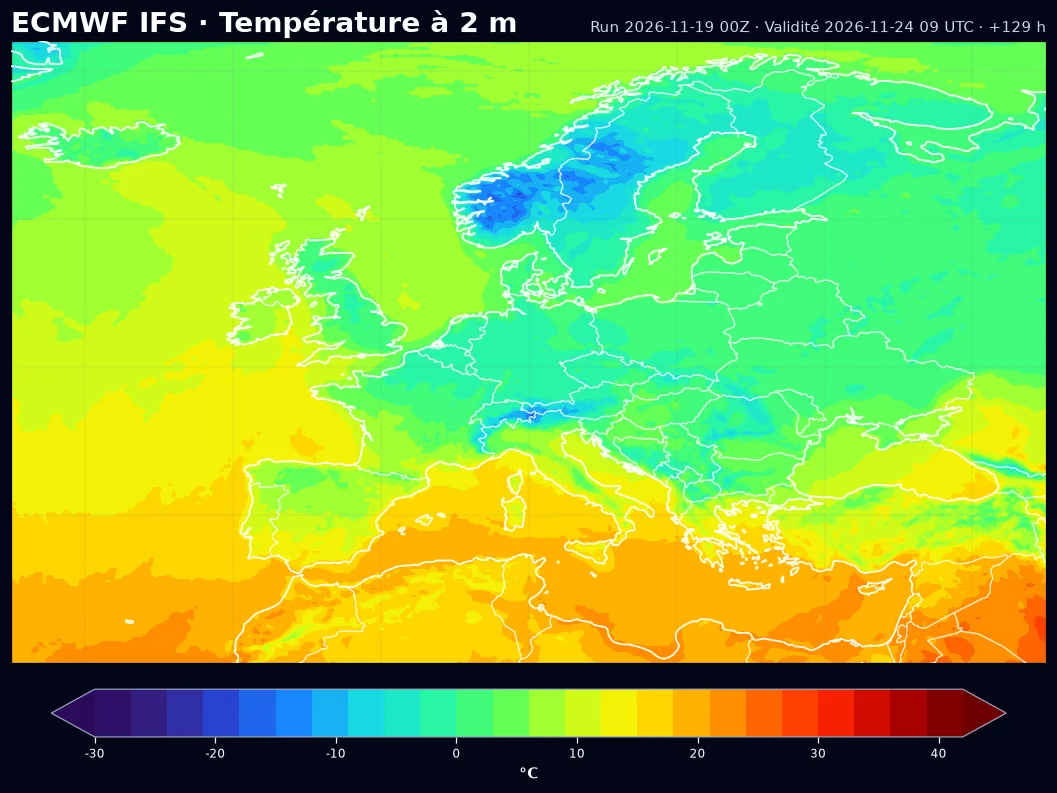 ECMWF IFS · Température à 2 m
Run 2026-11-19 00Z · Validité 2026-11-24 09 UTC · +129 h
-30 -20 -10 0 10 20 30 40
°C